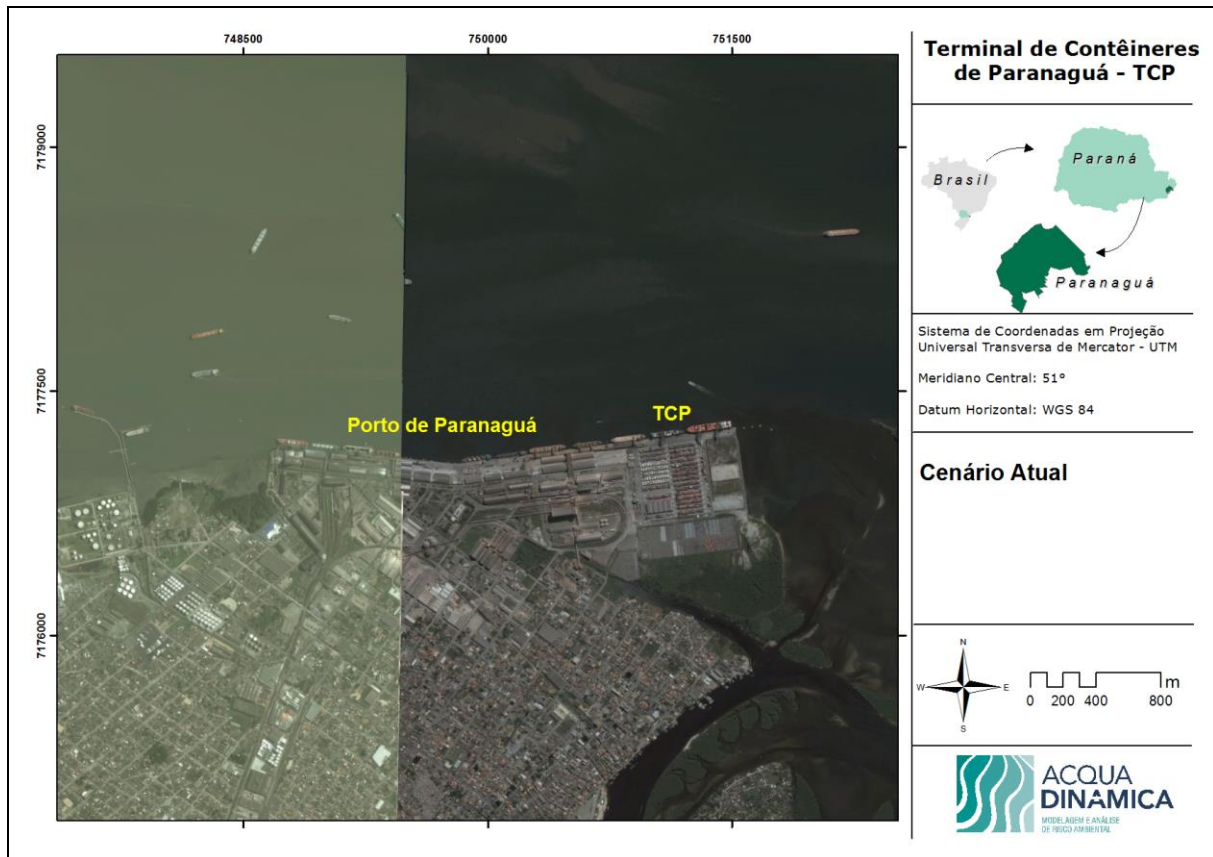 748500
750000
751500
7179000
7177500
7176000
Porto de Paranaguá
TCP
Terminal de Contêineres
de Paranaguá - TCP
Brasil
Paraná
Paranaguá
Sistema de Coordenadas em Projeção
Universal Transversa de Mercator - UTM
Meridiano Central: 51°
Datum Horizontal: WGS 84
Cenário Atual
N
W
E
S
0 200 400 800 m
ACQUA
DINÂMICA
MODELAGEM E ANÁLISE
DE RISCO AMBIENTAL